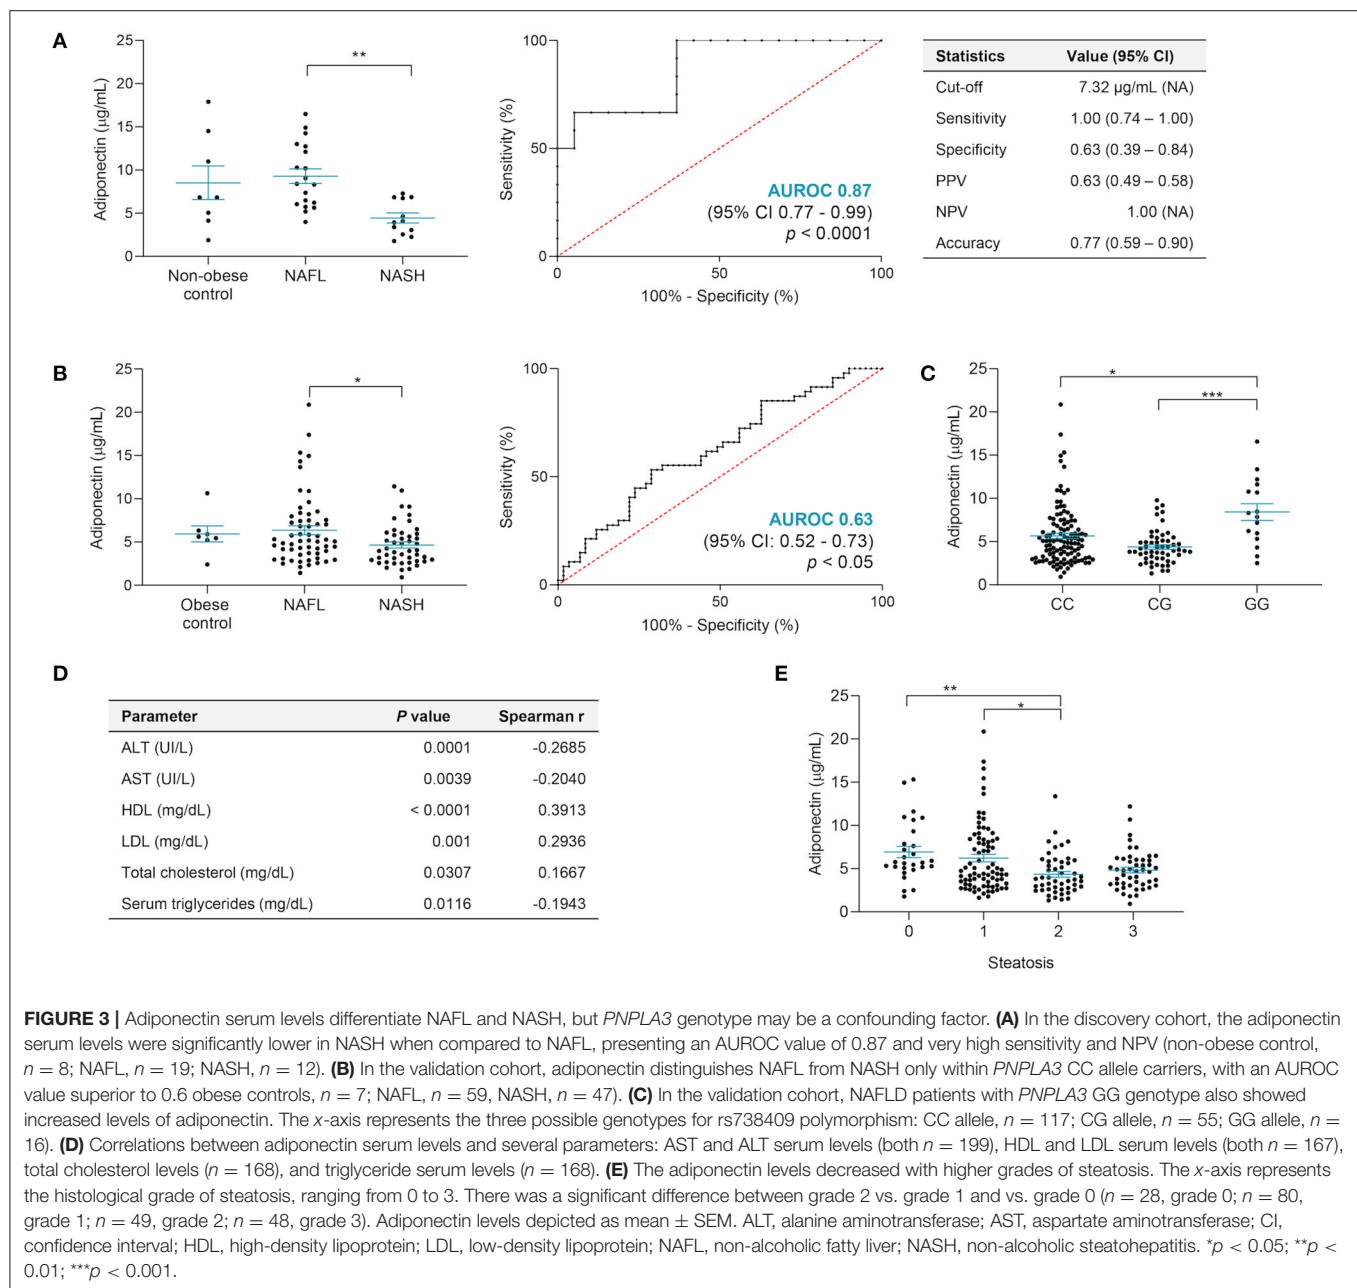 A
25
20
15
10
5
0
Adiponectin (µg/mL)
**
Non-obese
control
NAFL
NASH
100
50
0
Sensitivity (%)
AUROC 0.87
(95% CI 0.77 - 0.99)
p < 0.0001
0
50
100
100% - Specificity (%)
Statistics Value (95% CI)
Cut-off 7.32 µg/mL (NA)
Sensitivity 1.00 (0.74 – 1.00)
Specificity 0.63 (0.39 – 0.84)
PPV 0.63 (0.49 – 0.58)
NPV 1.00 (NA)
Accuracy 0.77 (0.59 – 0.90)
B
25
20
15
10
5
0
Adiponectin (µg/mL)
*
Obese
control
NAFL
NASH
100
50
0
Sensitivity (%)
AUROC 0.63
(95% CI: 0.52 - 0.73)
p < 0.05
0
50
100
100% - Specificity (%)
C
25
20
15
10
5
0
Adiponectin (µg/mL)
*
***
CC
CG
GG
D
Parameter P value Spearman r
ALT (UI/L) 0.0001 -0.2685
AST (UI/L) 0.0039 -0.2040
HDL (mg/dL) < 0.0001 0.3913
LDL (mg/dL) 0.001 0.2936
Total cholesterol (mg/dL) 0.0307 0.1667
Serum triglycerides (mg/dL) 0.0116 -0.1943
E
25
20
15
10
5
0
Adiponectin (µg/mL)
**
*
0
1
2
3
Steatosis
FIGURE 3 | Adiponectin serum levels differentiate NAFL and NASH, but PNPLA3 genotype may be a confounding factor. (A) In the discovery cohort, the adiponectin
serum levels were significantly lower in NASH when compared to NAFL, presenting an AUROC value of 0.87 and very high sensitivity and NPV (non-obese control,
n = 8; NAFL, n = 19; NASH, n = 12). (B) In the validation cohort, adiponectin distinguishes NAFL from NASH only within PNPLA3 CC allele carriers, with an AUROC
value superior to 0.6 obese controls, n = 7; NAFL, n = 59, NASH, n = 47). (C) In the validation cohort, NAFLD patients with PNPLA3 GG genotype also showed
increased levels of adiponectin. The x-axis represents the three possible genotypes for rs738409 polymorphism: CC allele, n = 117; CG allele, n = 55; GG allele, n =
16). (D) Correlations between adiponectin serum levels and several parameters: AST and ALT serum levels (both n = 199), HDL and LDL serum levels (both n = 167),
total cholesterol levels (n = 168), and triglyceride serum levels (n = 168). (E) The adiponectin levels decreased with higher grades of steatosis. The x-axis represents
the histological grade of steatosis, ranging from 0 to 3. There was a significant difference between grade 2 vs. grade 1 and vs. grade 0 (n = 28, grade 0; n = 80,
grade 1; n = 49, grade 2; n = 48, grade 3). Adiponectin levels depicted as mean ± SEM. ALT, alanine aminotransferase; AST, aspartate aminotransferase; CI,
confidence interval; HDL, high-density lipoprotein; LDL, low-density lipoprotein; NAFL, non-alcoholic fatty liver; NASH, non-alcoholic steatohepatitis. *p < 0.05; **p <
0.01; ***p < 0.001.